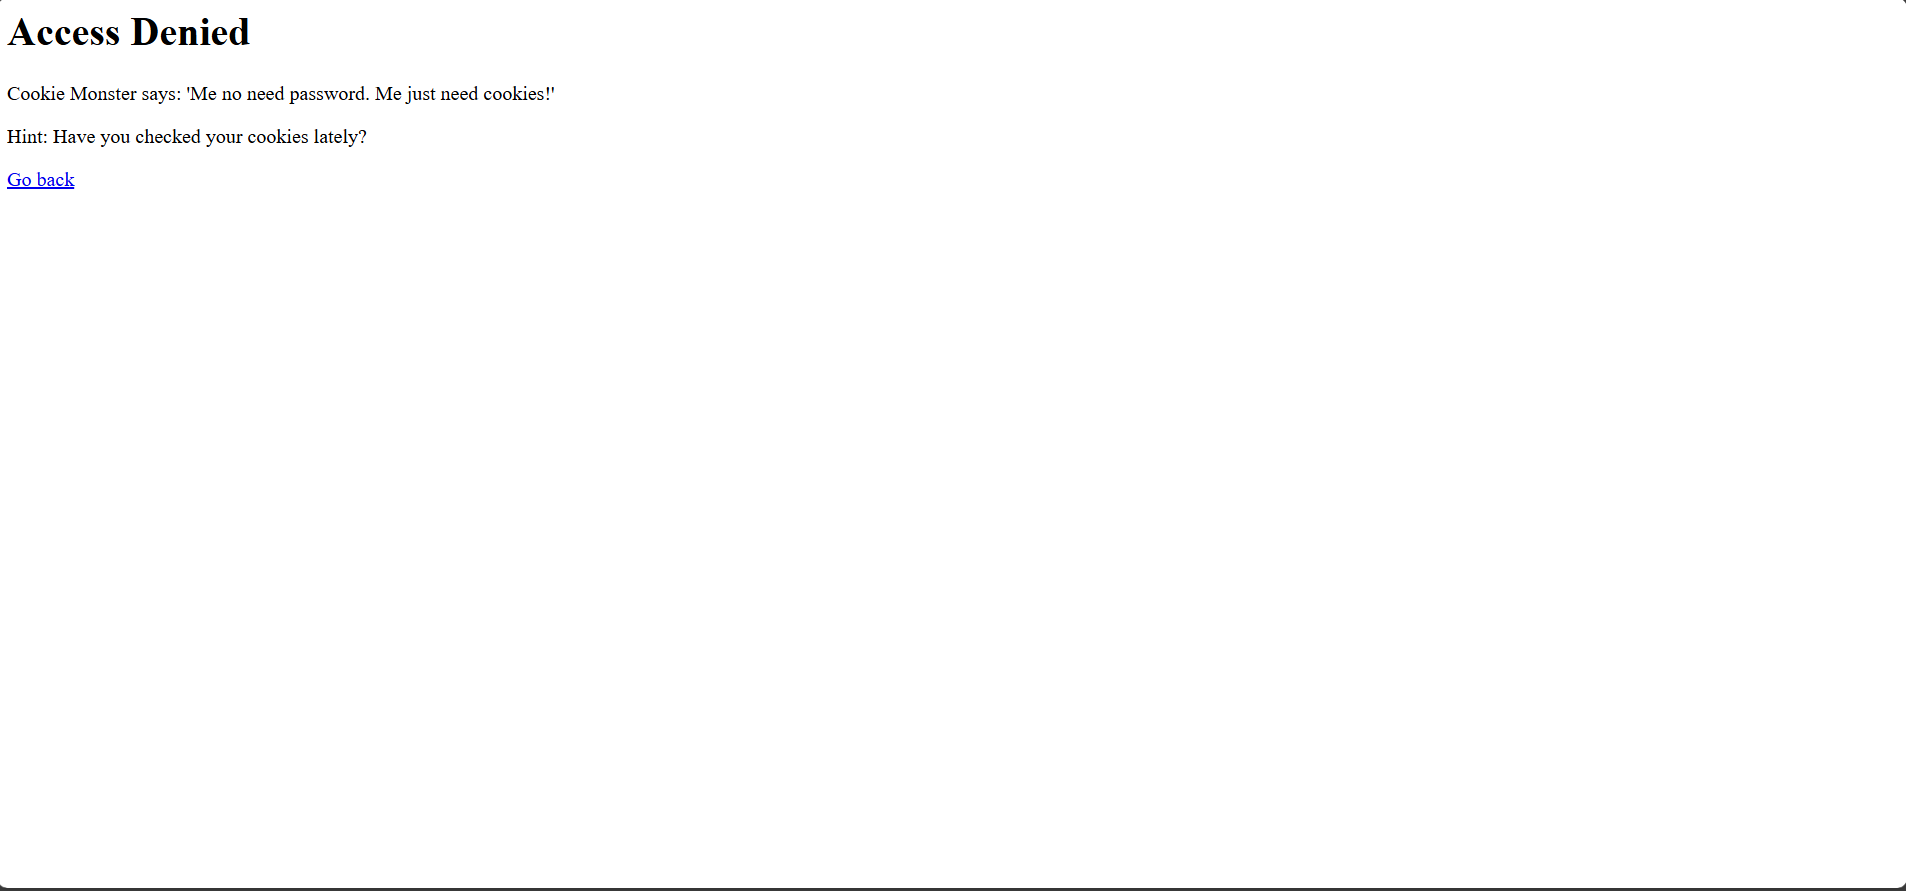 Access Denied
Cookie Monster says: 'Me no need password. Me just need cookies!'
Hint: Have you checked your cookies lately?
Go back